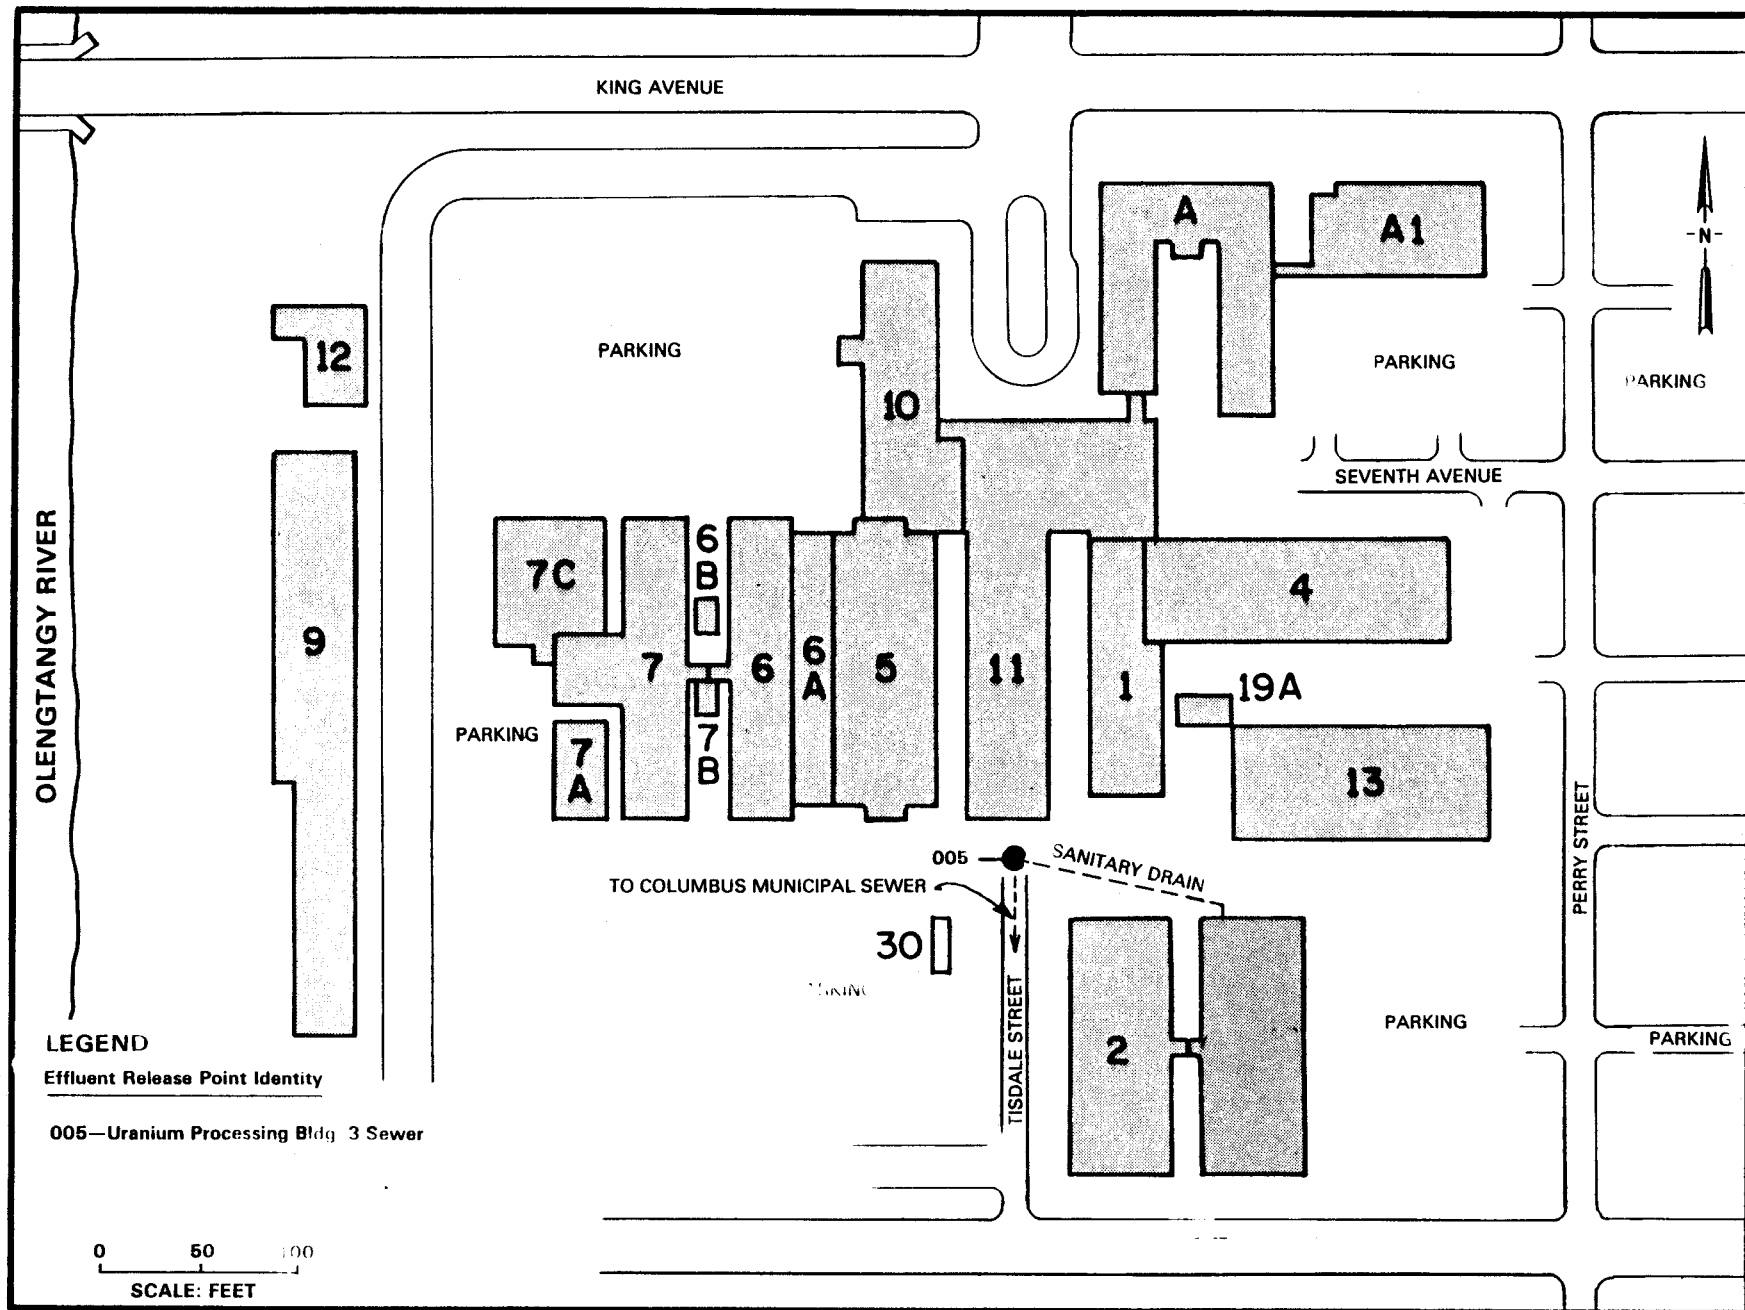 KING AVENUE
A
A1
-N-
12
PARKING
PARKING
PARKING
10
SEVENTH AVENUE
OLENGTANGY RIVER
9
7C
6
B
7
6
6
A
5
11
1
4
19A
PARKING
7
A
7
B
13
PERRY STREET
005
SANITARY DRAIN
TO COLUMBUS MUNICIPAL SEWER
30
TISDALE STREET
2
PARKING
PARKING
LEGEND
Effluent Release Point Identity
005—Uranium Processing Bldg 3 Sewer
0 50 100
SCALE: FEET